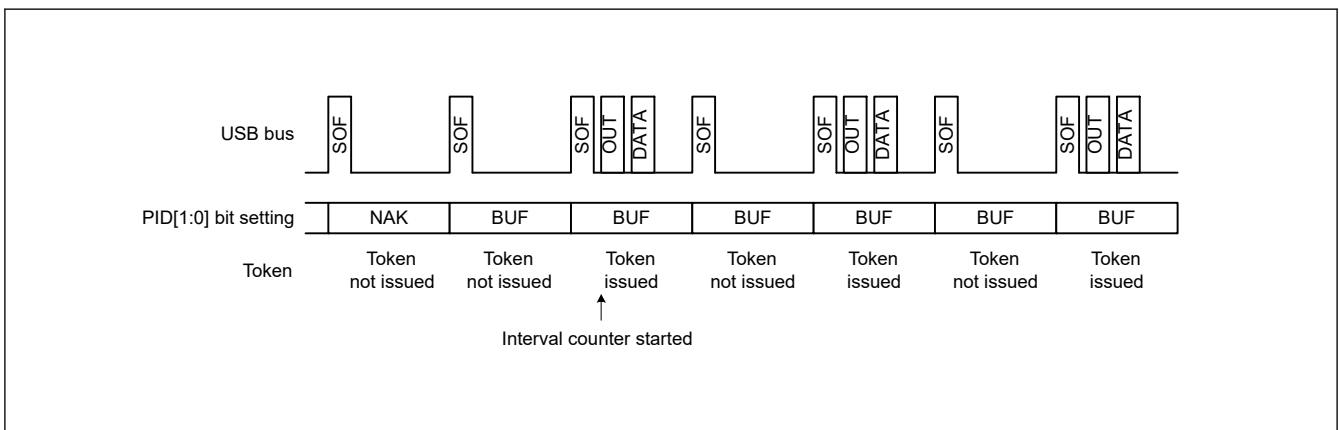 USB bus
SOF SOF SOF OUT DATA SOF SOF OUT DATA SOF SOF OUT DATA
PID[1:0] bit setting NAK BUF BUF BUF BUF BUF BUF
Token
Token
not issued
Token
not issued
Token
issued
Token
not issued
Token
issued
Token
not issued
Token
issued
Interval counter started